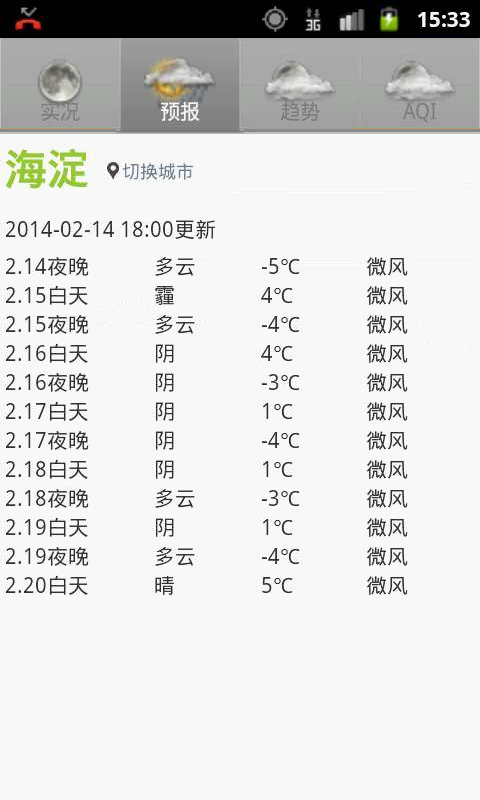 3G 15:33
实况 预报 趋势 AQI
海淀 切换城市
2014-02-14 18:00更新
2.14夜晚 多云 -5℃ 微风
2.15白天 霾 4℃ 微风
2.15夜晚 多云 -4℃ 微风
2.16白天 阴 4℃ 微风
2.16夜晚 阴 -3℃ 微风
2.17白天 阴 1℃ 微风
2.17夜晚 阴 -4℃ 微风
2.18白天 阴 1℃ 微风
2.18夜晚 多云 -3℃ 微风
2.19白天 阴 1℃ 微风
2.19夜晚 多云 -4℃ 微风
2.20白天 晴 5℃ 微风